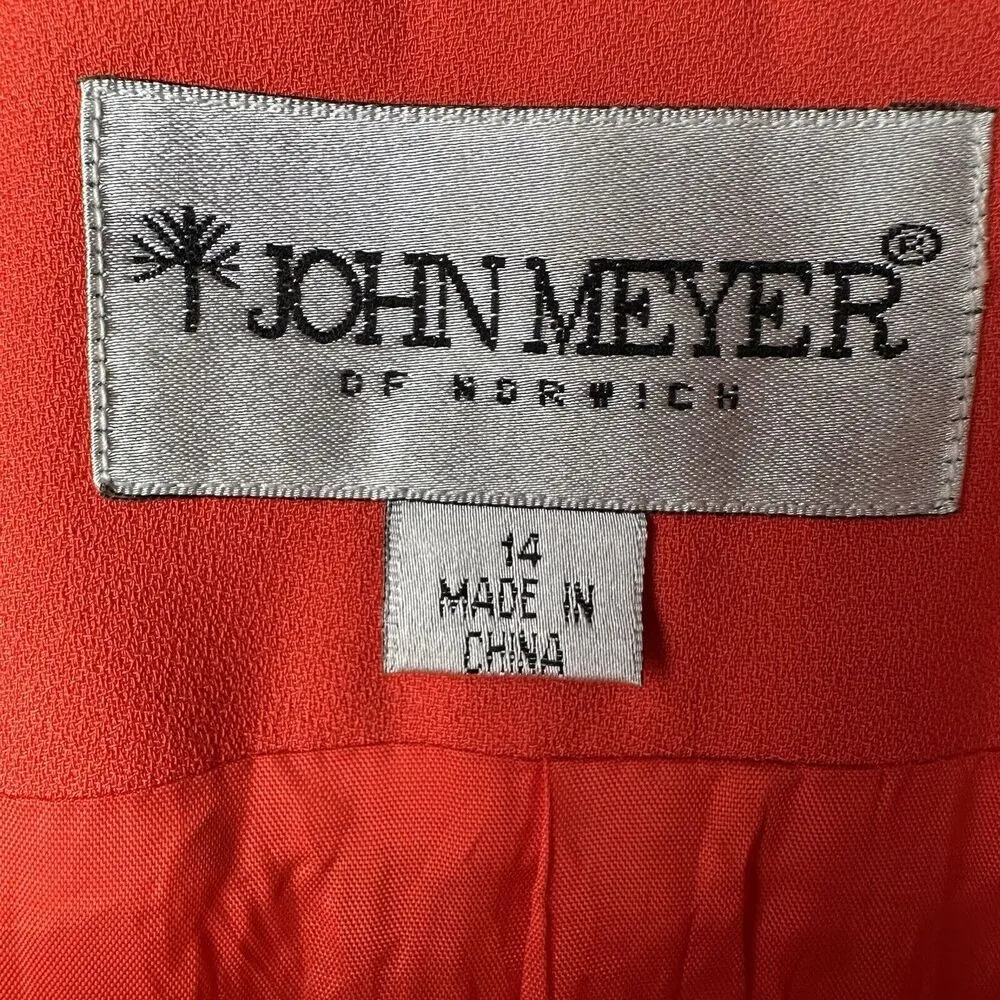 JOHN MEYER®
OF NORWICH
14
MADE IN
CHINA